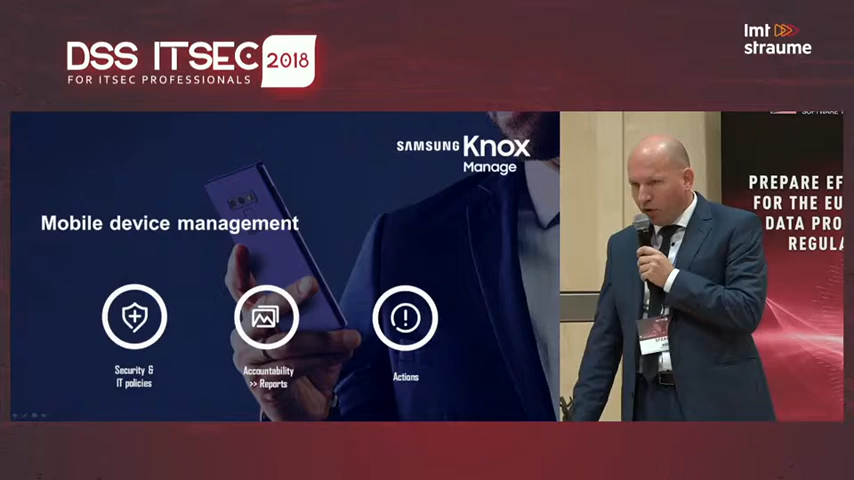 DSS ITSEC 2018
FOR ITSEC PROFESSIONALS
lmt
straume
SAMSUNG Knox
Manage
Mobile device management
Security &
IT policies
Accountability
>> Reports
Actions
SOFTWARE
PREPARE EF
FOR THE EU
DATA PRO
REGULA